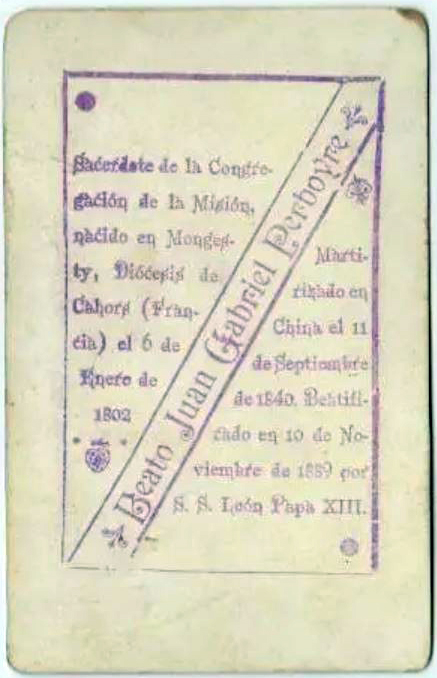 Sacerdote de la Congre-
gación de la Misión,
nacido en Monges-
ty, Diócesis de
Cahors (Fran-
cia) el 6 de
Enero de
1802
Beato Juan Gabriel Perboyre
Marti-
rizado en
China el 11
de Septiembre
de 1840. Beatifi-
cado en 10 de No-
viembre de 1889 por
S. S. León Papa XIII.